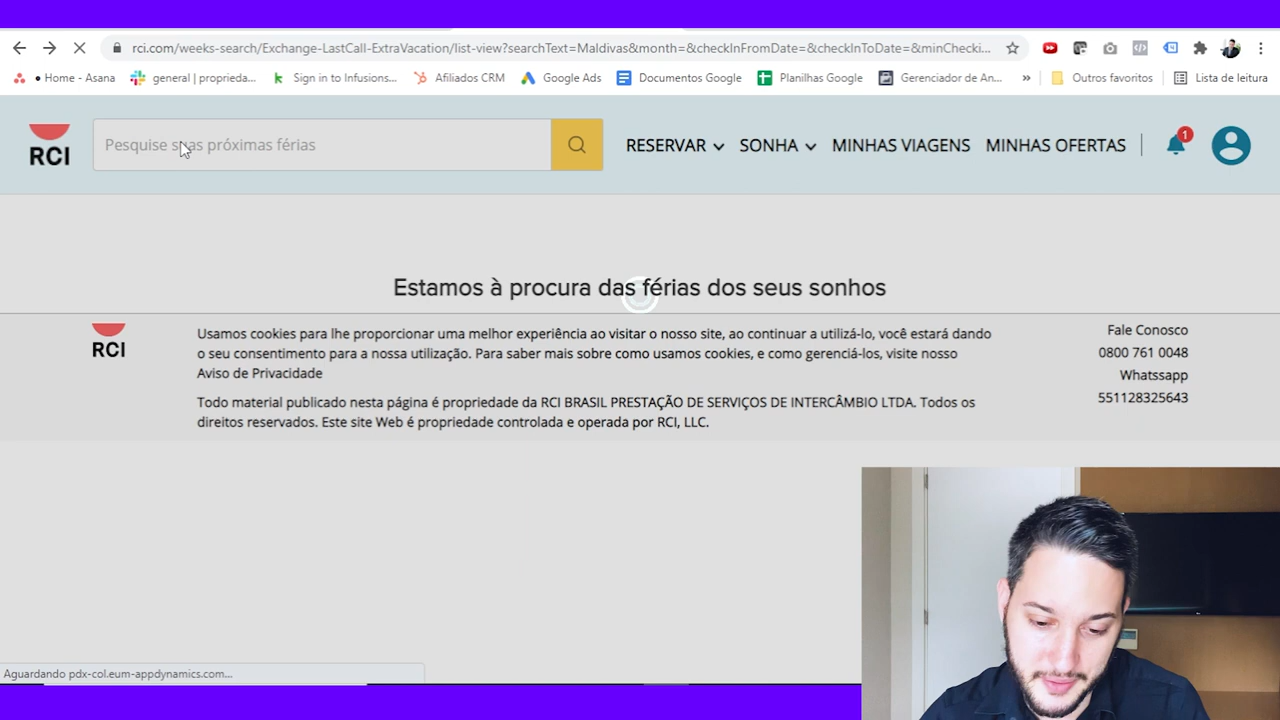 rci.com/weeks-search/Exchange-LastCall-ExtraVacation/list-view?searchText=Maldivas&month=&checkInFromDate=&checkInToDate=&minChecki...
• Home - Asana
general | proprieda...
Sign in to Infusions...
Afiliados CRM
Google Ads
Documentos Google
Planilhas Google
Gerenciador de An...
»
Outros favoritos
Lista de leitura
RCI
Pesquise suas próximas férias
RESERVAR
SONHA
MINHAS VIAGENS
MINHAS OFERTAS
1
Estamos à procura das férias dos seus sonhos
RCI
Usamos cookies para lhe proporcionar uma melhor experiência ao visitar o nosso site, ao continuar a utilizá-lo, você estará dando
o seu consentimento para a nossa utilização. Para saber mais sobre como usamos cookies, e como gerenciá-los, visite nosso
Aviso de Privacidade
Todo material publicado nesta página é propriedade da RCI BRASIL PRESTAÇÃO DE SERVIÇOS DE INTERCÂMBIO LTDA. Todos os
direitos reservados. Este site Web é propriedade controlada e operada por RCI, LLC.
Fale Conosco
0800 761 0048
Whatssapp
551128325643
Aguardando pdx-col.eum-appdynamics.com...